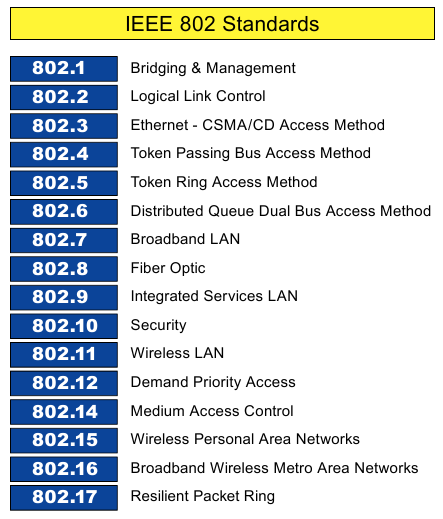 IEEE 802 Standards
802.1 Bridging & Management
802.2 Logical Link Control
802.3 Ethernet - CSMA/CD Access Method
802.4 Token Passing Bus Access Method
802.5 Token Ring Access Method
802.6 Distributed Queue Dual Bus Access Method
802.7 Broadband LAN
802.8 Fiber Optic
802.9 Integrated Services LAN
802.10 Security
802.11 Wireless LAN
802.12 Demand Priority Access
802.14 Medium Access Control
802.15 Wireless Personal Area Networks
802.16 Broadband Wireless Metro Area Networks
802.17 Resilient Packet Ring